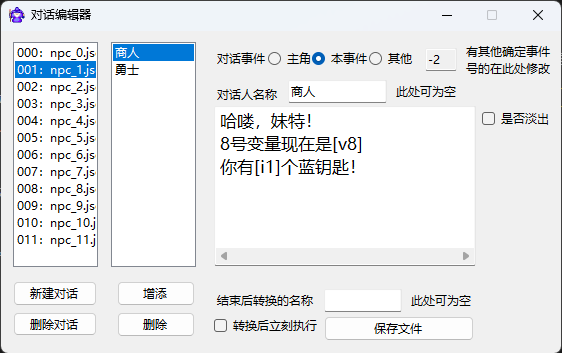 对话编辑器
000: npc_0.js
001: npc_1.js
002: npc_2.js
003: npc_3.js
004: npc_4.js
005: npc_5.js
006: npc_6.js
007: npc_7.js
008: npc_8.js
009: npc_9.js
010: npc_10.j
011: npc_11.j
商人
勇士
对话事件 主角 本事件 其他 -2 有其他确定事件
号的在此处修改
对话人名称 商人 此处可为空
哈喽，妹特！
8号变量现在是[v8]
你有[i1]个蓝钥匙！
是否淡出
新建对话 增添
删除对话 删除
结束后转换的名称 此处可为空
转换后立刻执行 保存文件